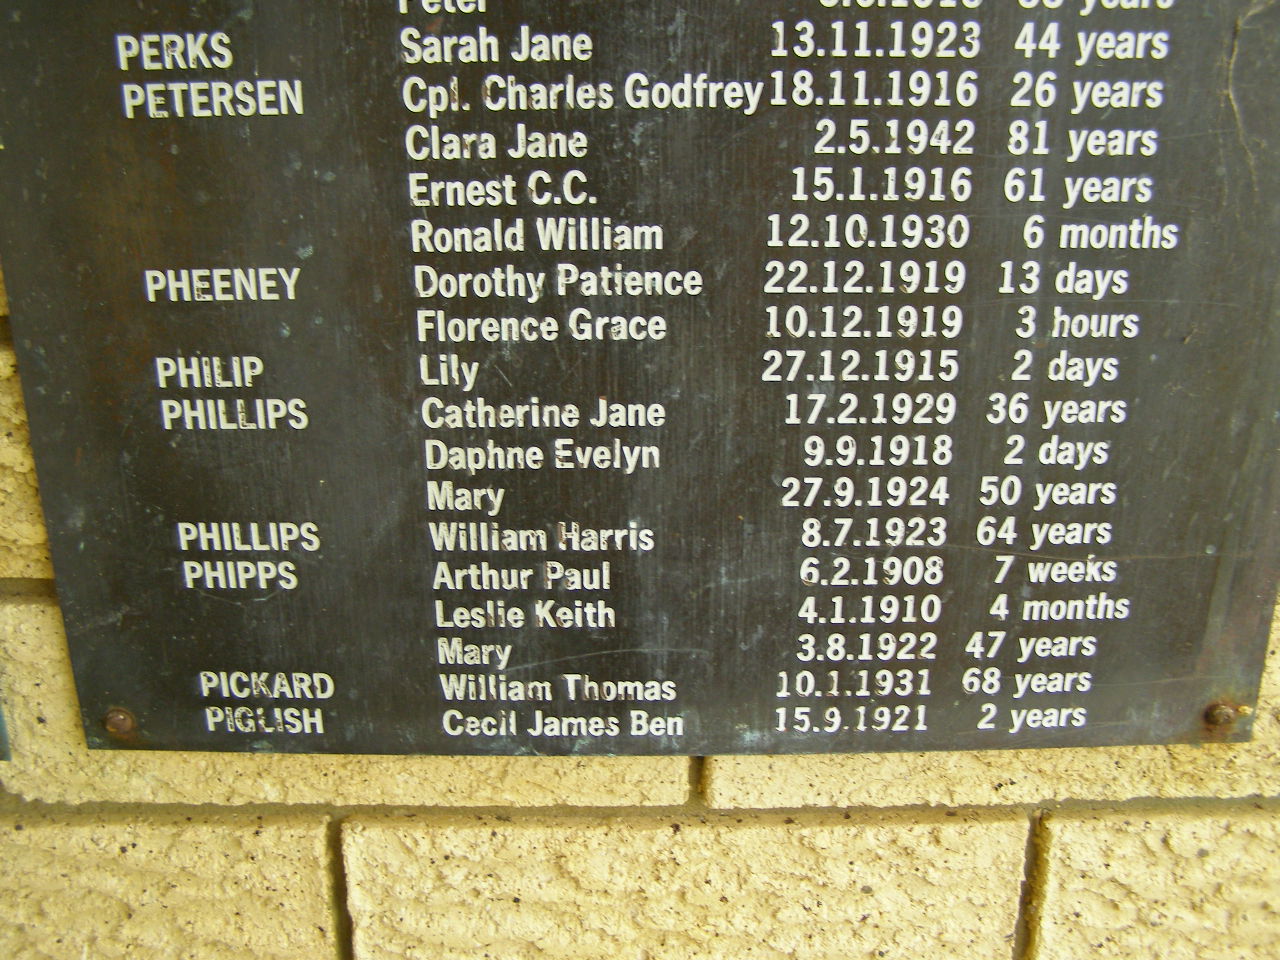 Peter years
PERKS Sarah Jane 13.11.1923 44 years
PETERSEN Cpl. Charles Godfrey 18.11.1916 26 years
Clara Jane 2.5.1942 81 years
Ernest C.C. 15.1.1916 61 years
Ronald William 12.10.1930 6 months
PHEENEY Dorothy Patience 22.12.1919 13 days
Florence Grace 10.12.1919 3 hours
PHILIP Lily 27.12.1915 2 days
PHILLIPS Catherine Jane 17.2.1929 36 years
Daphne Evelyn 9.9.1918 2 days
Mary 27.9.1924 50 years
PHILLIPS William Harris 8.7.1923 64 years
PHIPPS Arthur Paul 6.2.1908 7 weeks
Leslie Keith 4.1.1910 4 months
Mary 3.8.1922 47 years
PICKARD William Thomas 10.1.1931 68 years
PIGLISH Cecil James Ben 15.9.1921 2 years